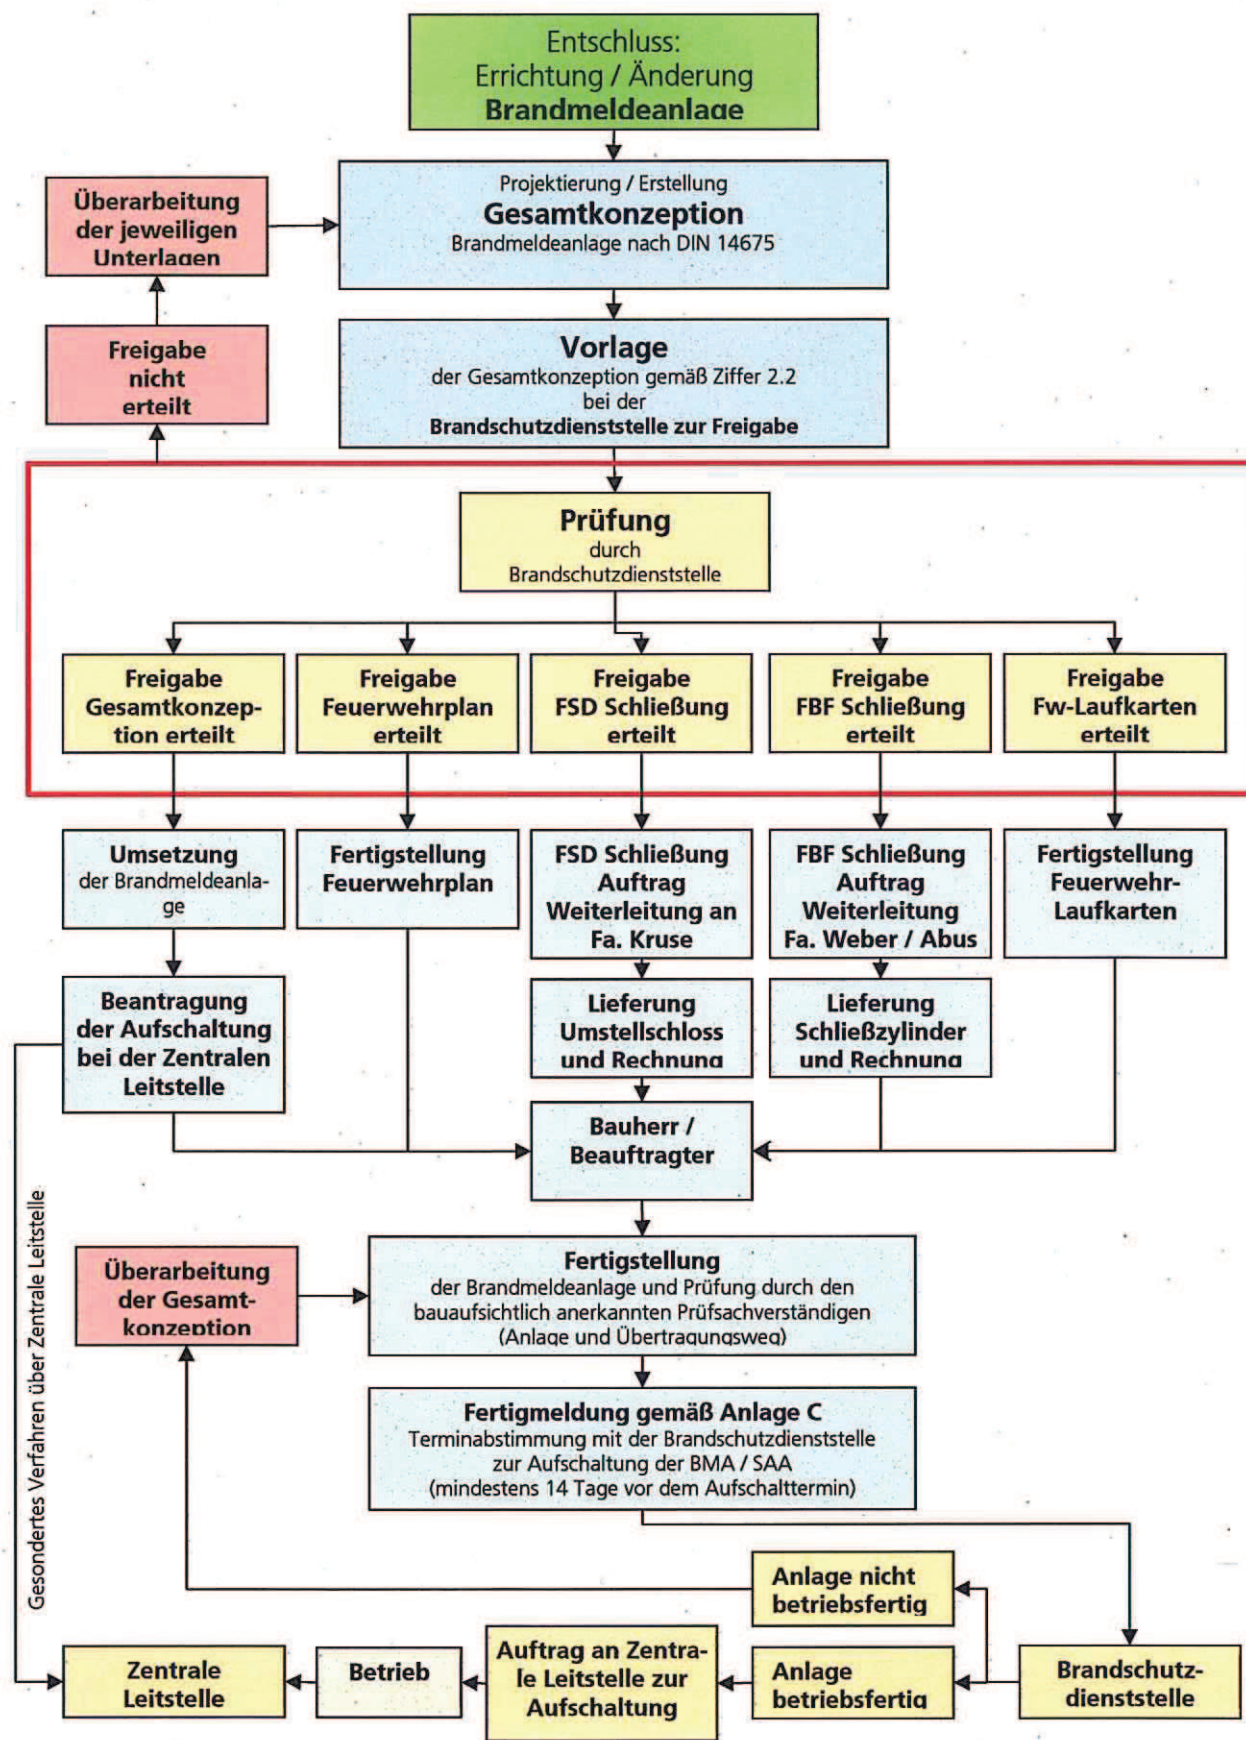 Entschluss:
Errichtung / Änderung
Brandmeldeanlage
Projektierung / Erstellung
Gesamtkonzeption
Brandmeldeanlage nach DIN 14675
Überarbeitung
der jeweiligen
Unterlagen
Freigabe
nicht
erteilt
Vorlage
der Gesamtkonzeption gemäß Ziffer 2.2
bei der
Brandschutzdienststelle zur Freigabe
Prüfung
durch
Brandschutzdienststelle
Freigabe
Gesamtkonzep-
tion erteilt
Freigabe
Feuerwehrplan
erteilt
Freigabe
FSD Schließung
erteilt
Freigabe
FBF Schließung
erteilt
Freigabe
Fw-Laufkarten
erteilt
Umsetzung
der Brandmeldeanla-
ge
Fertigstellung
Feuerwehrplan
FSD Schließung
Auftrag
Weiterleitung an
Fa. Kruse
FBF Schließung
Auftrag
Weiterleitung
Fa. Weber / Abus
Fertigstellung
Feuerwehr-
Laufkarten
Beantragung
der Aufschaltung
bei der Zentralen
Leitstelle
Lieferung
Umstellschloss
und Rechnung
Lieferung
Schließzylinder
und Rechnung
Bauherr /
Beauftragter
Gesondertes Verfahren über Zentrale Leitstelle
Überarbeitung
der Gesamt-
konzeption
Fertigstellung
der Brandmeldeanlage und Prüfung durch den
bauaufsichtlich anerkannten Prüfsachverständigen
(Anlage und Übertragungsweg)
Fertigmeldung gemäß Anlage C
Terminabstimmung mit der Brandschutzdienststelle
zur Aufschaltung der BMA / SAA
(mindestens 14 Tage vor dem Aufschalttermin)
Anlage nicht
betriebsfertig
Zentrale
Leitstelle
Betrieb
Auftrag an Zentra-
le Leitstelle zur
Aufschaltung
Anlage
betriebsfertig
Brandschutz-
dienststelle